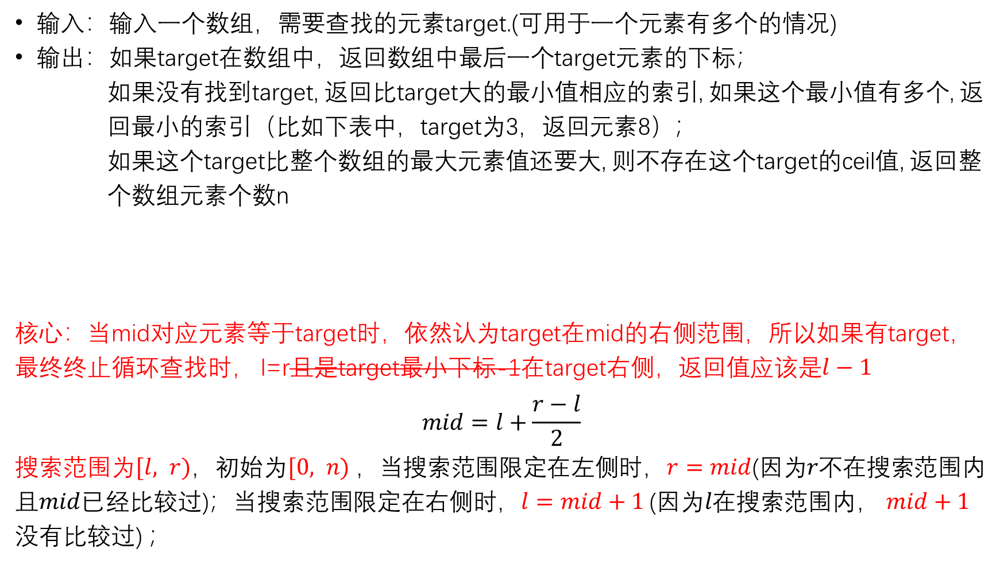 • 输入：输入一个数组，需要查找的元素target.(可用于一个元素有多个的情况)
• 输出：如果target在数组中，返回数组中最后一个target元素的下标；
如果没有找到target, 返回比target大的最小值相应的索引, 如果这个最小值有多个, 返
回最小的索引（比如下表中，target为3，返回元素8）；
如果这个target比整个数组的最大元素值还要大, 则不存在这个target的ceil值, 返回整
个数组元素个数n
核心：当mid对应元素等于target时，依然认为target在mid的右侧范围，所以如果有target，
最终终止循环查找时， l=r且是target最小下标-1在target右侧，返回值应该是l − 1
mid = l + (r − l)/2
搜索范围为[l, r)，初始为[0, n) ，当搜索范围限定在左侧时，r = mid(因为r不在搜索范围内
且mid已经比较过)；当搜索范围限定在右侧时，l = mid + 1 (因为l在搜索范围内， mid + 1
没有比较过)；